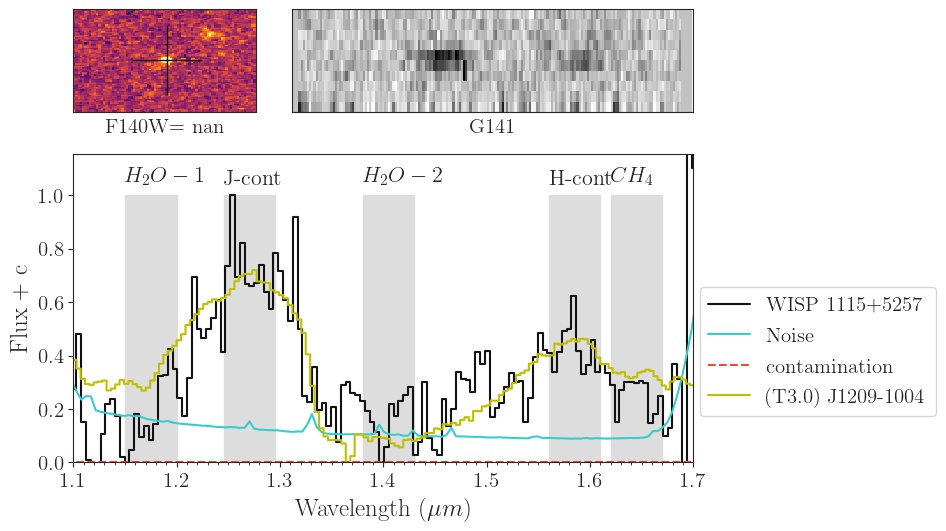 F140W= nan
G141
H₂O − 1
J-cont
H₂O − 2
H-cont
CH₄
1.0
0.8
0.6
0.4
0.2
0.0
Flux + c
1.1 1.2 1.3 1.4 1.5 1.6 1.7
Wavelength (μm)
WISP 1115+5257
Noise
contamination
(T3.0) J1209-1004